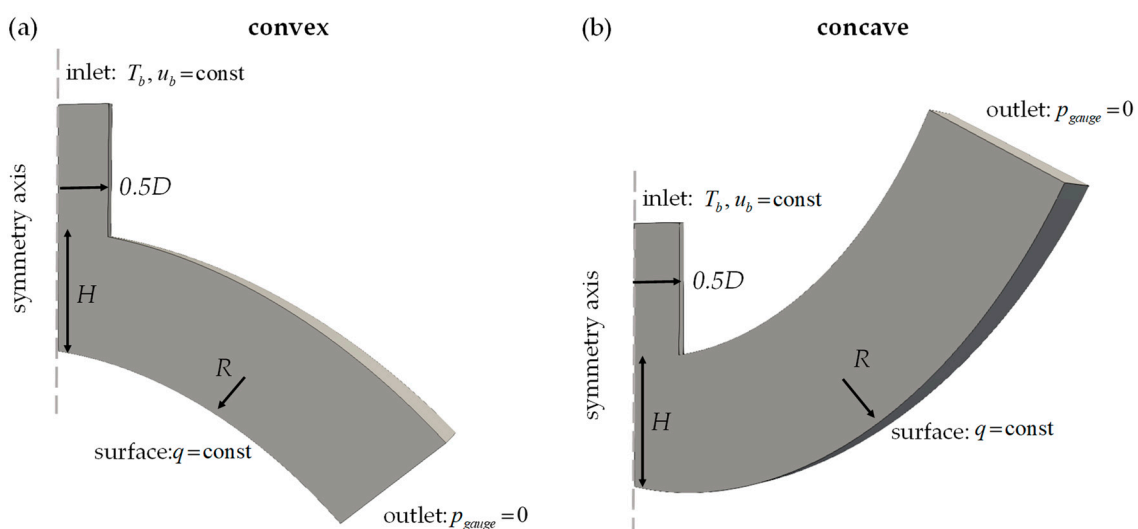 (a)
convex
inlet: T_b, u_b=const
symmetry axis
0.5D
H
R
surface:q=const
outlet:p_gauge=0
(b)
concave
outlet:p_gauge=0
inlet: T_b, u_b=const
symmetry axis
0.5D
H
R
surface: q=const